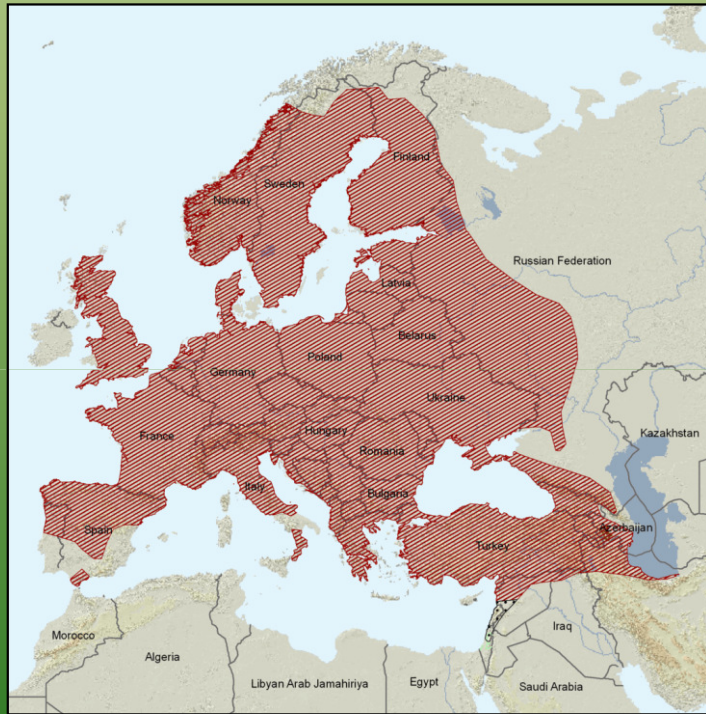 Finland
Sweden
Norway
Russian Federation
Latvia
Belarus
Poland
Germany
Ukraine
Kazakhstan
France
Hungary
Romania
Italy
Bulgaria
Spain
Azerbaijan
Turkey
Morocco
Iraq
Algeria
Libyan Arab Jamahiriya
Egypt
Saudi Arabia